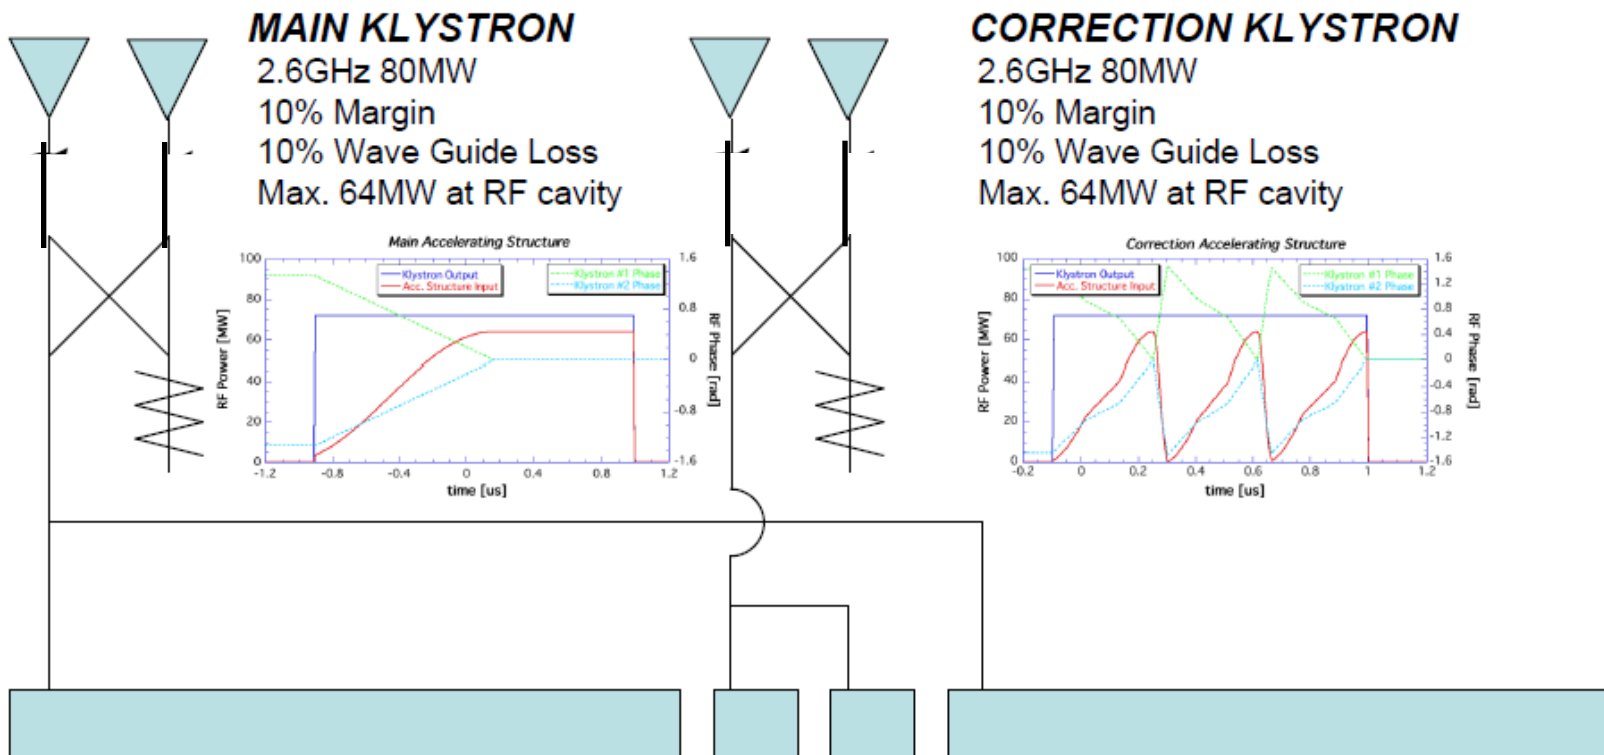 MAIN KLYSTRON
2.6GHz 80MW
10% Margin
10% Wave Guide Loss
Max. 64MW at RF cavity
CORRECTION KLYSTRON
2.6GHz 80MW
10% Margin
10% Wave Guide Loss
Max. 64MW at RF cavity
Main Accelerating Structure
Klystron Output
Acc. Structure Input
Klystron #1 Phase
Klystron #2 Phase
RF Power [MW]
100
80
60
40
20
0
1.6
0.8
0
-0.8
-1.6
RF Phase [rad]
-1.2 -0.8 -0.4 0 0.4 0.8 1.2
time [us]
Correction Accelerating Structure
Klystron Output
Acc. Structure Input
Klystron #1 Phase
Klystron #2 Phase
RF Power [MW]
100
80
60
40
20
0
1.6
1.2
0.8
0.4
0
-0.4
-0.8
-1.2
-1.6
RF Phase [rad]
-0.2 0 0.2 0.4 0.6 0.8 1 1.2
time [us]